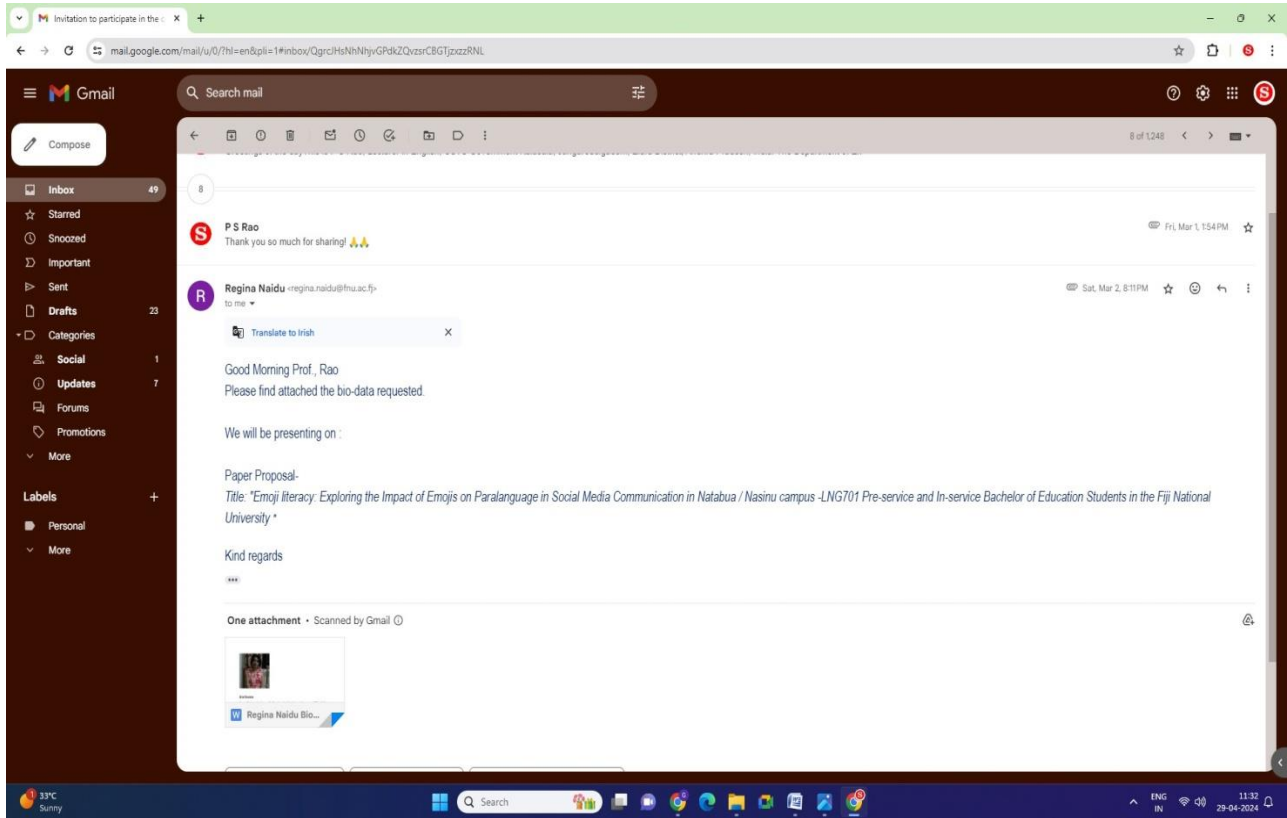 Invitation to participate in the c
mail.google.com/mail/u/0/?hl=en&pli=1#inbox/QgrcJHsNhNhjvGPdkZQvzsrCBGTjzxzzRNL
S
Gmail
Search mail
S
Compose
8 of 1,248
Inbox 49
Starred
Snoozed
Important
Sent
Drafts 23
Categories
Social 1
Updates 7
Forums
Promotions
More
Labels
Personal
More
8
S
P S Rao
Fri, Mar 1, 1:54 PM
Thank you so much for sharing! 🙏🙏
R
Regina Naidu <regina.naidu@fnu.ac.fj>
Sat, Mar 2, 8:11 PM
to me
Translate to Irish
Good Morning Prof., Rao
Please find attached the bio-data requested.
We will be presenting on :
Paper Proposal-
Title: "Emoji literacy: Exploring the Impact of Emojis on Paralanguage in Social Media Communication in Natabua / Nasinu campus -LNG701 Pre-service and In-service Bachelor of Education Students in the Fiji National
University "
Kind regards
One attachment • Scanned by Gmail
W Regina Naidu Bio...
1
33°C
Sunny
Search
ENG
IN
11:32
29-04-2024